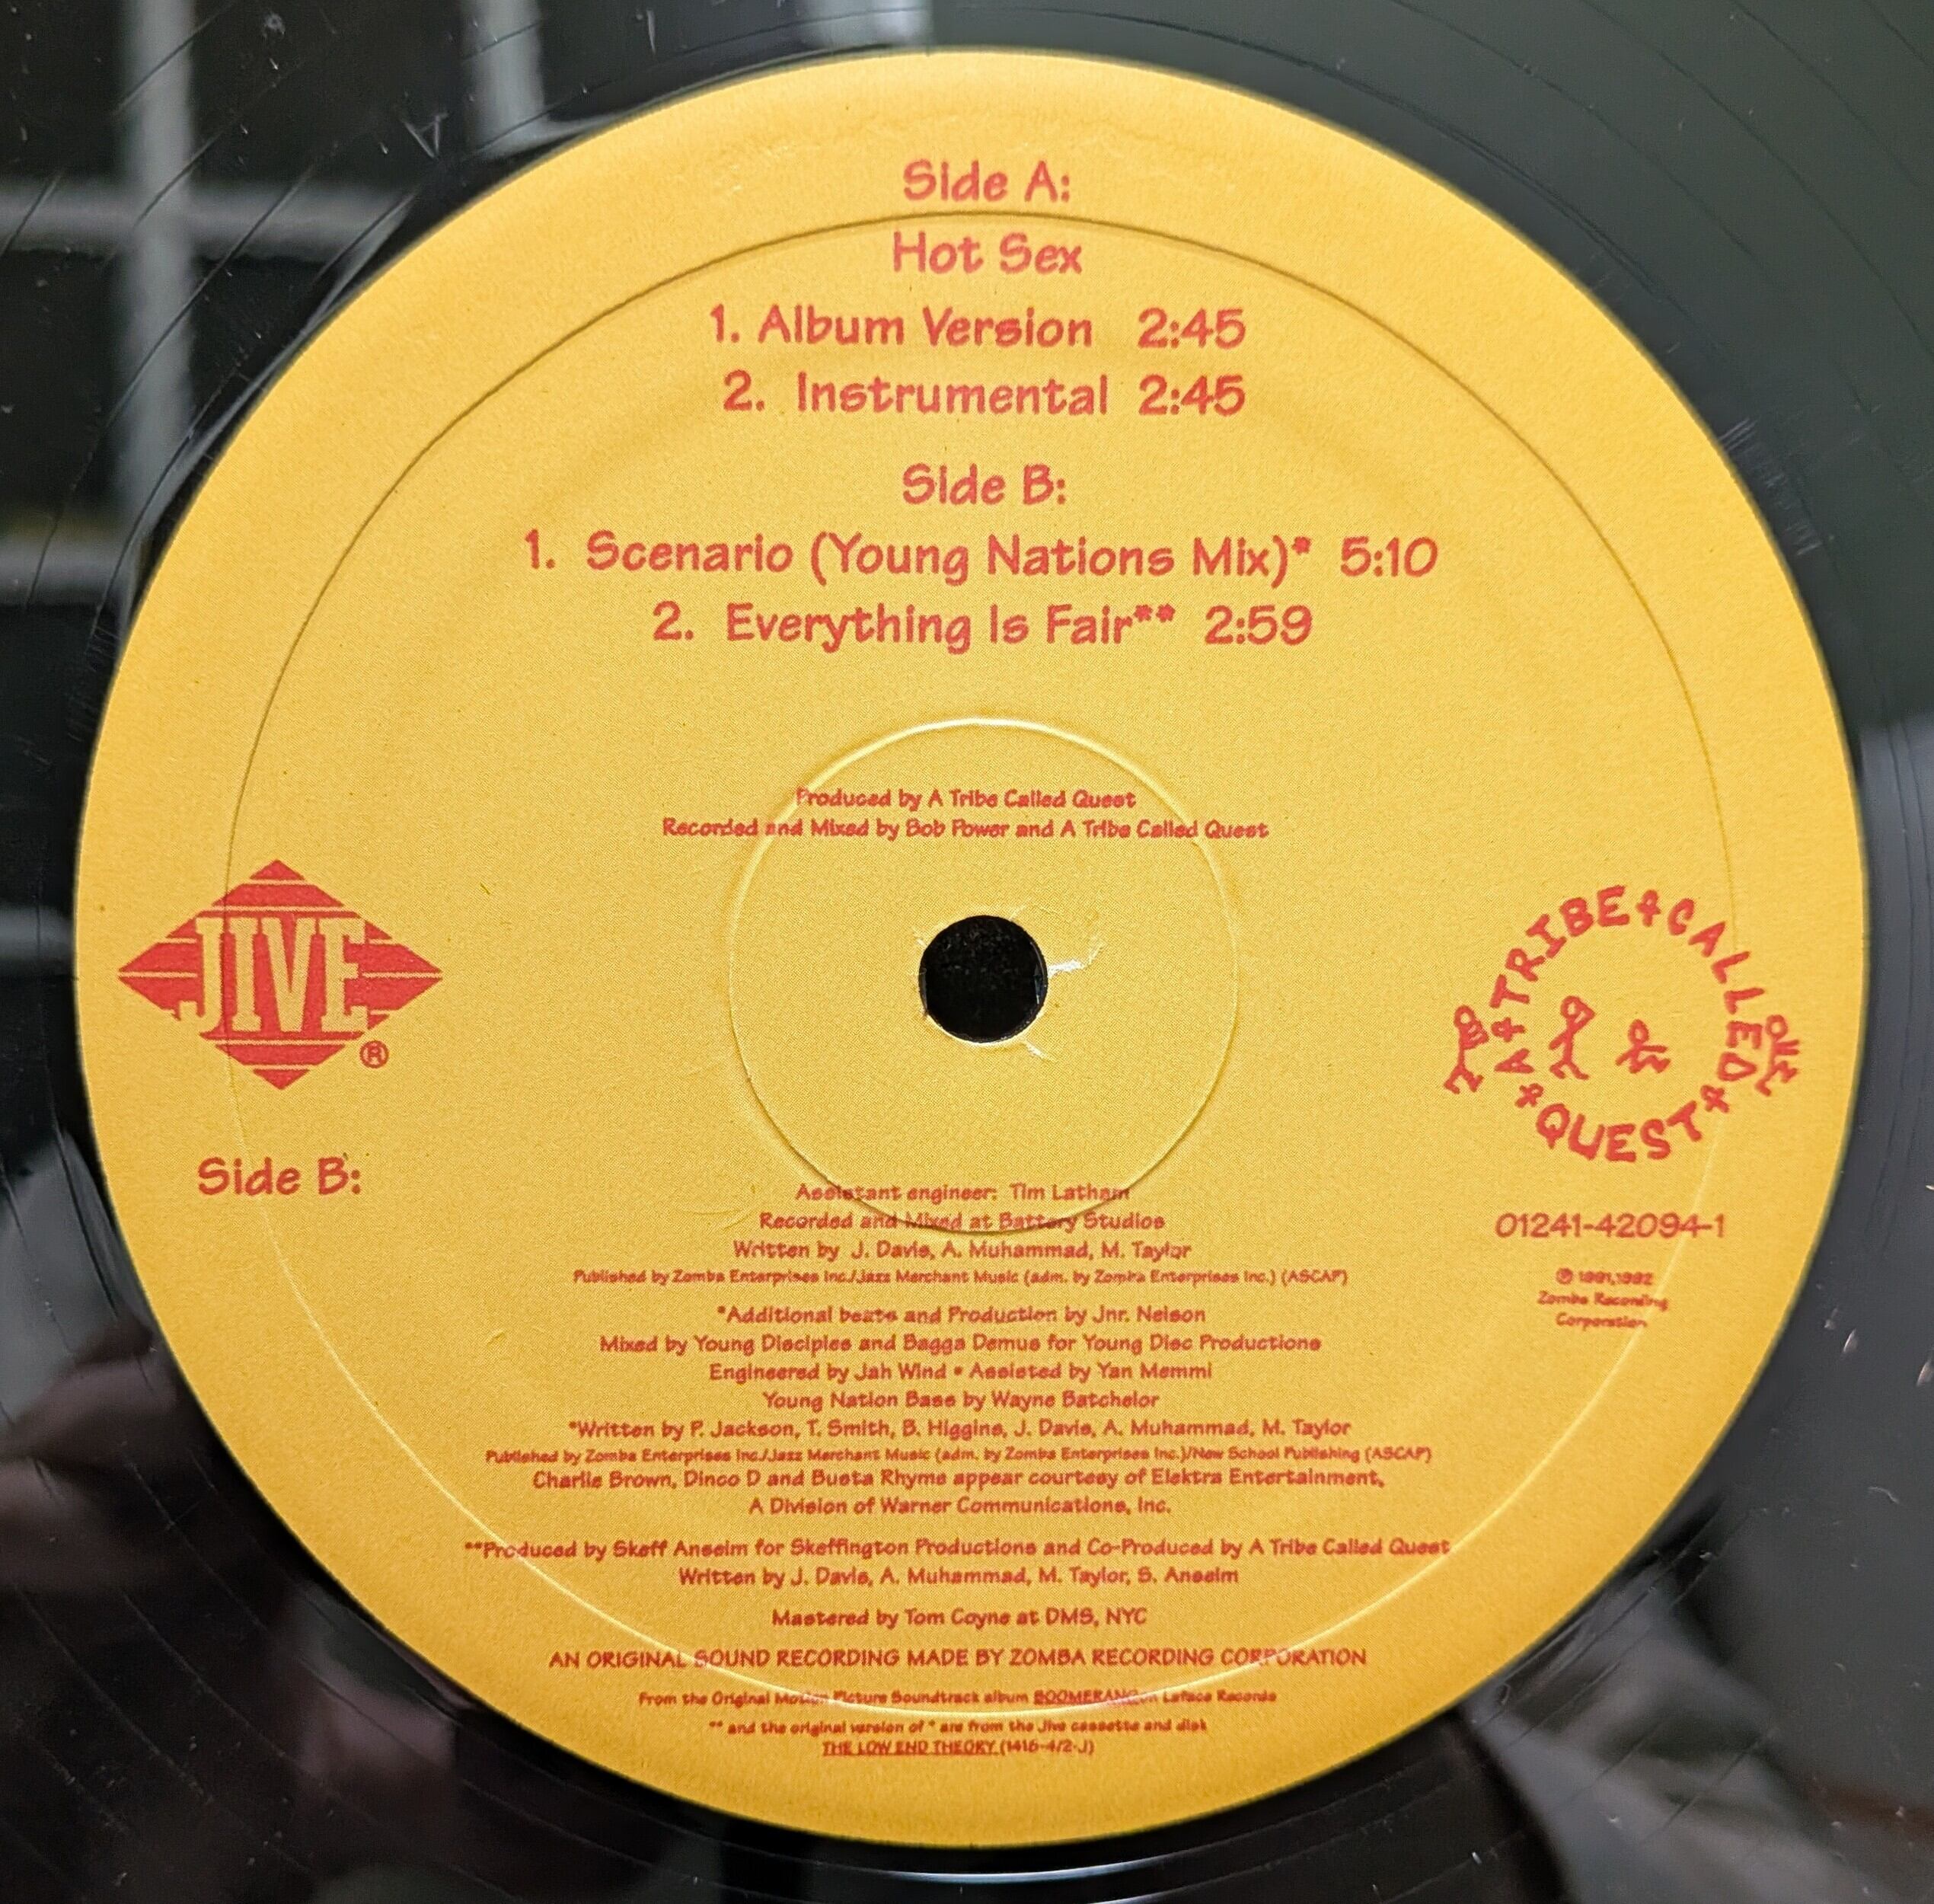 Side A:
Hot Sex
1. Album Version 2:45
2. Instrumental 2:45
Side B:
1. Scenario (Young Nations Mix)* 5:10
2. Everything Is Fair** 2:59
Produced by A Tribe Called Quest
Recorded and Mixed by Bob Power and A Tribe Called Quest
JIVE
®
A TRIBE CALLED QUEST
Side B:
01241-42094-1
℗ 1991,1992
Zomba Recording
Corporation
Assistant engineer: Tim Latham
Recorded and Mixed at Battery Studios
Written by J. Davis, A. Muhammad, M. Taylor
Published by Zomba Enterprises Inc./Jazz Merchant Music (adm. by Zomba Enterprises Inc.) (ASCAP)
*Additional beats and Production by Jnr. Nelson
Mixed by Young Disciples and Bagga Demus for Young Disc Productions
Engineered by Jah Wind • Assisted by Yan Memmi
Young Nation Bass by Wayne Batchelor
*Written by P. Jackson, T. Smith, B. Higgins, J. Davis, A. Muhammad, M. Taylor
Published by Zomba Enterprises Inc./Jazz Merchant Music (adm. by Zomba Enterprises Inc.)/New School Publishing (ASCAP)
Charlie Brown, Dinco D and Busta Rhyme appear courtesy of Elektra Entertainment,
A Division of Warner Communications, Inc.
**Produced by Skeff Anselm for Skeffington Productions and Co-Produced by A Tribe Called Quest
Written by J. Davis, A. Muhammad, M. Taylor, S. Anselm
Mastered by Tom Coyne at DMS, NYC
AN ORIGINAL SOUND RECORDING MADE BY ZOMBA RECORDING CORPORATION
From the Original Motion Picture Soundtrack album BOOMERANG on Laface Records
** and the original version of * are from the Jive cassette and disk
THE LOW END THEORY (1418-4/2-J)